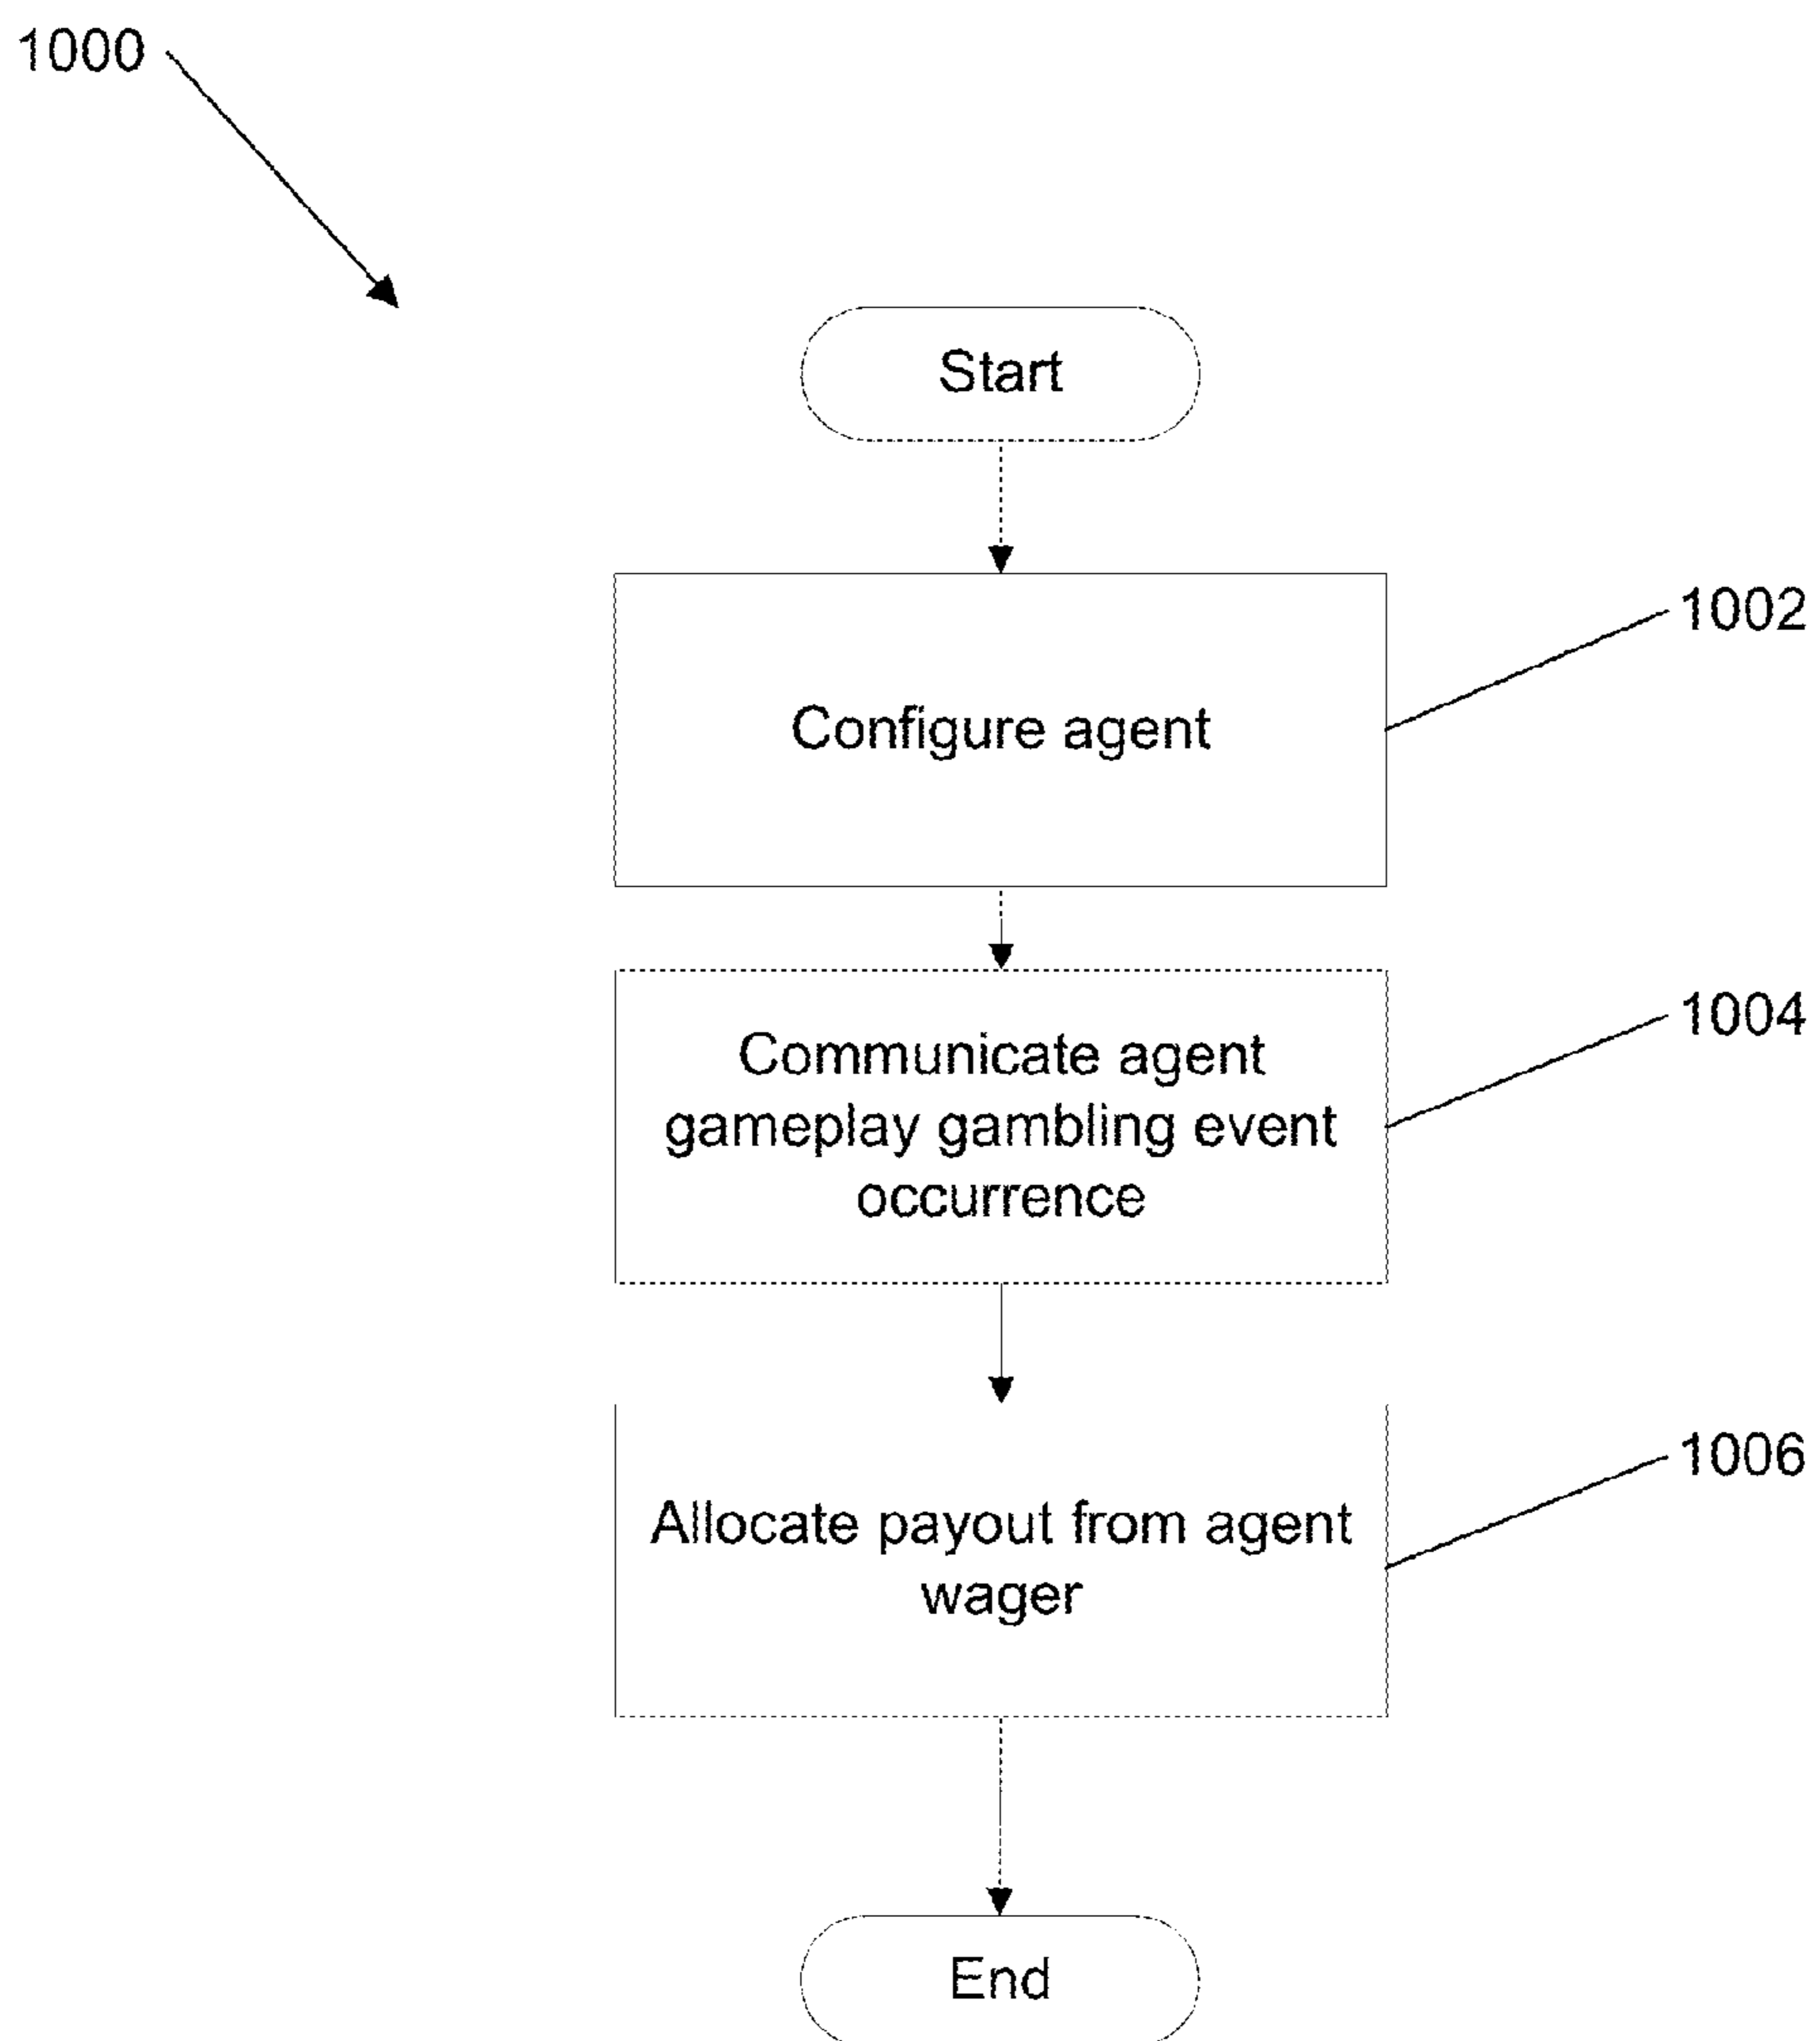 1000
Start
1002
Configure agent
1004
Communicate agent
gameplay gambling event
occurrence
1006
Allocate payout from agent
wager
End